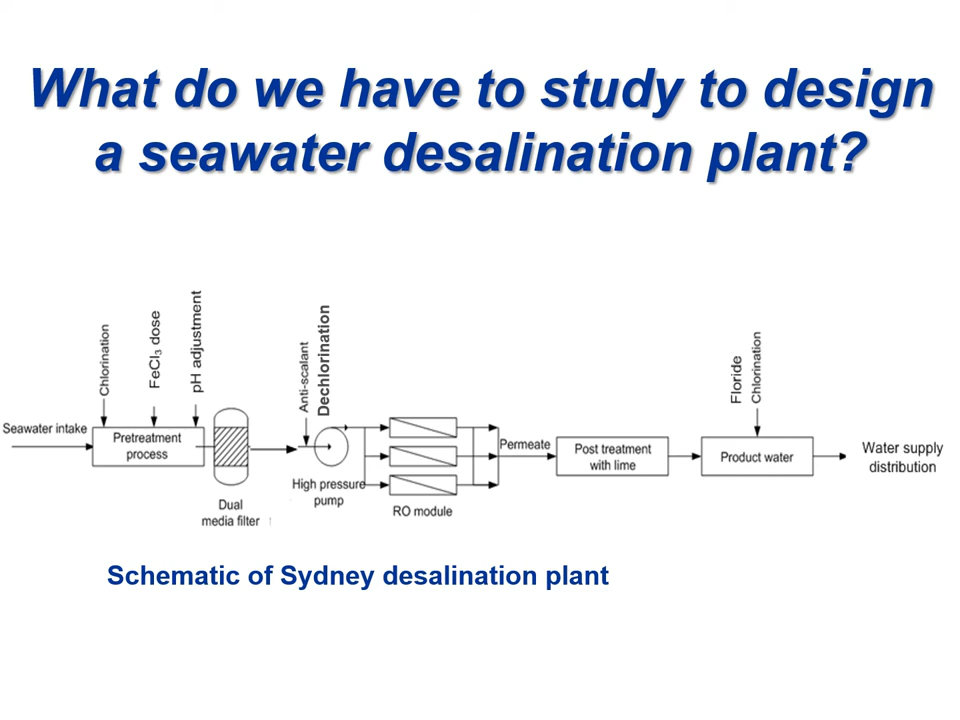 What do we have to study to design
a seawater desalination plant?
Chlorination
FeCl₃ dose
pH adjustment
Anti-scalant
Dechlorination
Floride
Chlorination
Seawater intake
Pretreatment
process
Dual
media filter
High pressure
pump
RO module
Permeate
Post treatment
with lime
Product water
Water supply
distribution
Schematic of Sydney desalination plant